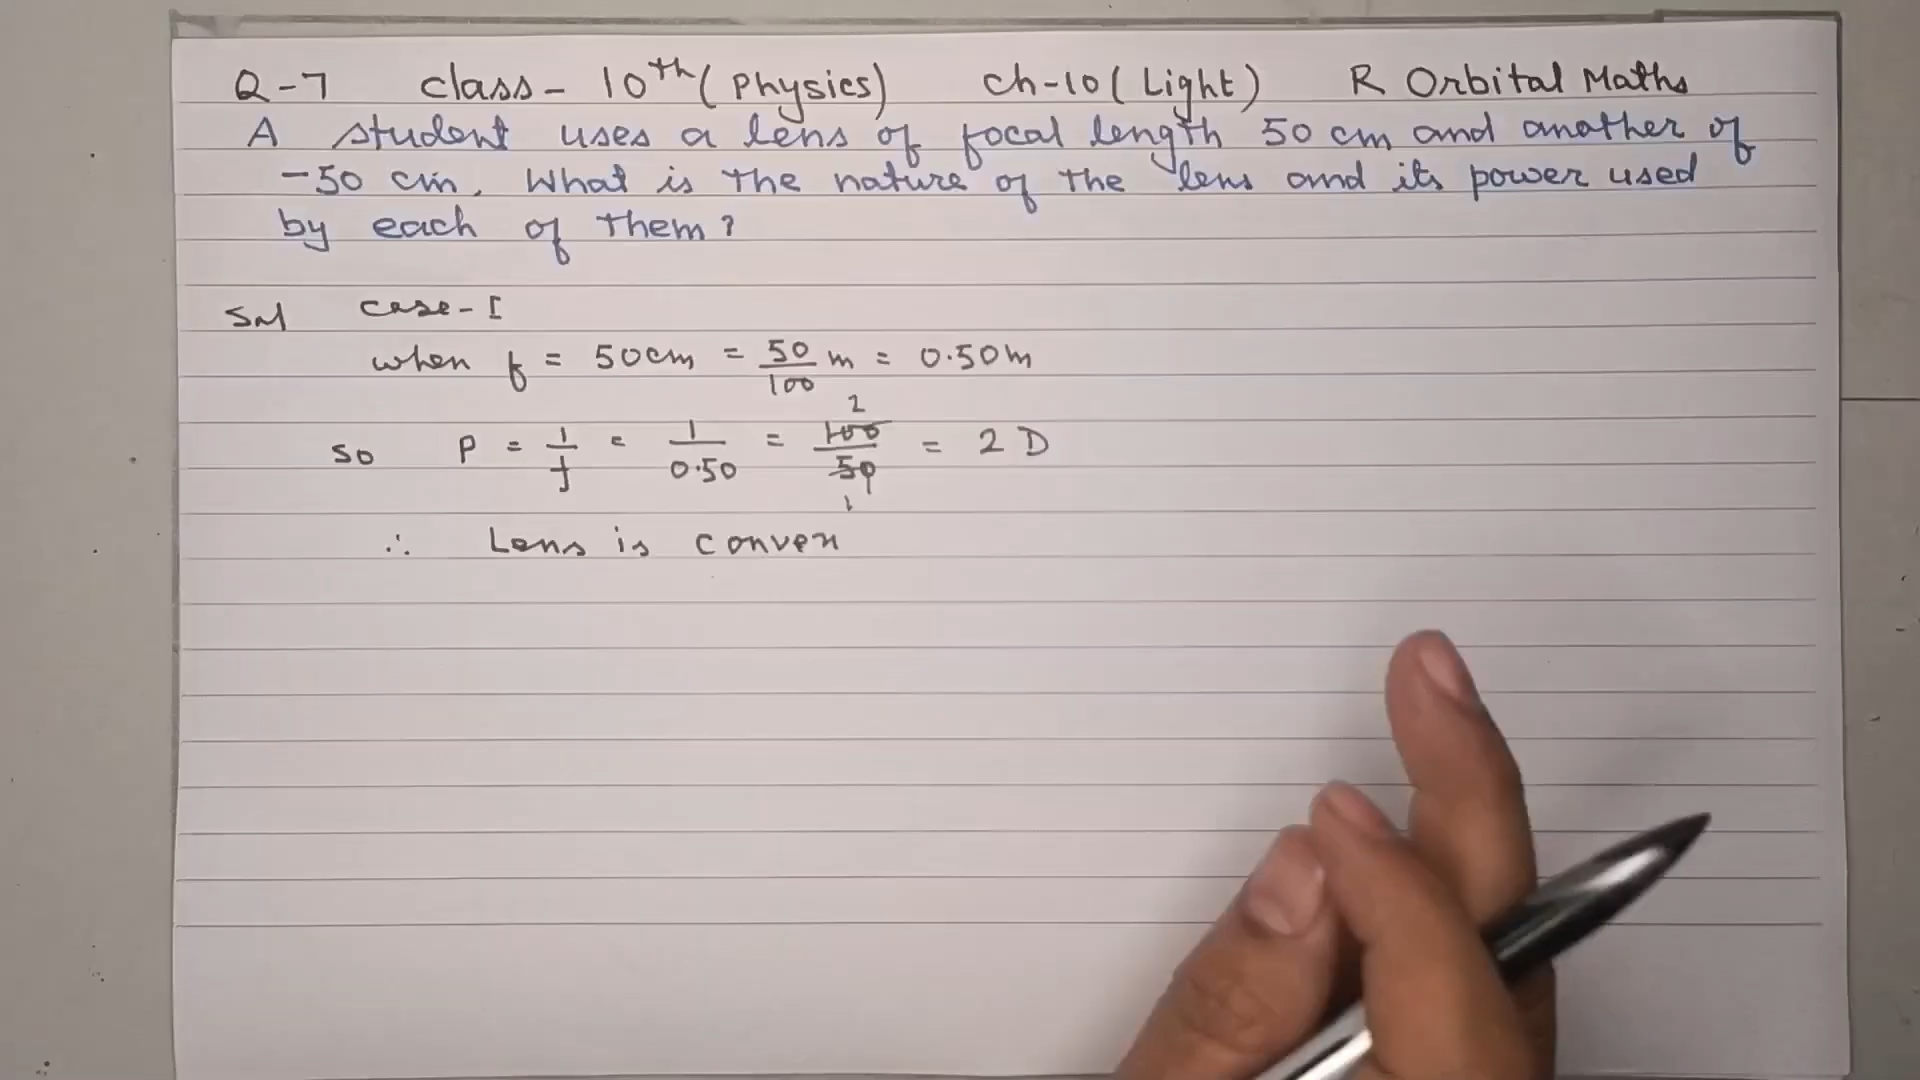 Q-7 class- 10th (Physics) ch-10 (Light) R Orbital Maths
A student uses a lens of focal length 50 cm and another of
-50 cm. What is the nature of the lens and its power used
by each of them?
Sol case-I
when f = 50cm = 50/100 m = 0.50m
so P = 1/f = 1/0.50 = 100/50 = 2 D
2
1
∴ Lens is convex